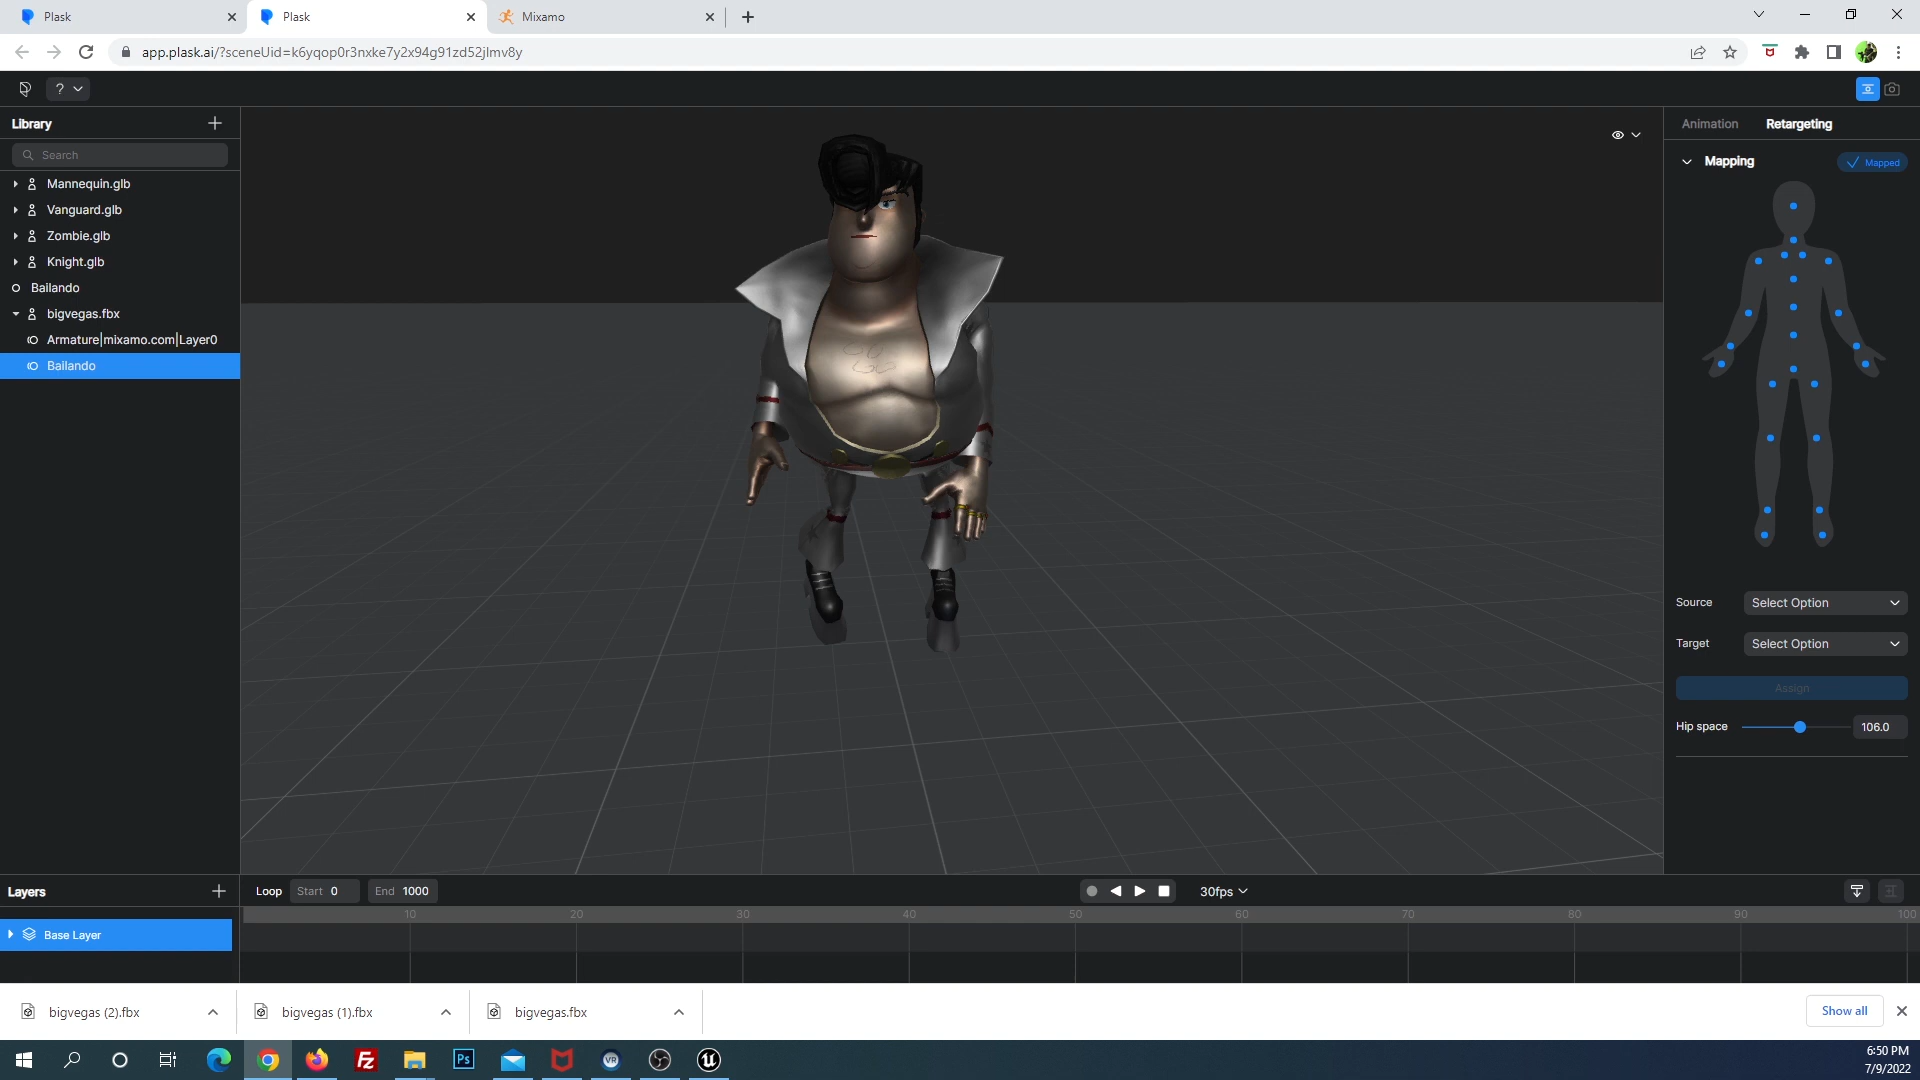 Plask
Plask
Mixamo
app.plask.ai/?sceneUid=k6yqop0r3nxke7y2x94g91zd52jlmv8y
?
Library
Search
Mannequin.glb
Vanguard.glb
Zombie.glb
Knight.glb
Bailando
bigvegas.fbx
Armature|mixamo.com|Layer0
Bailando
Animation Retargeting
Mapping Mapped
Source Select Option
Target Select Option
Assign
Hip space 106.0
Layers
Loop Start 0 End 1000 30fps
10 20 30 40 50 60 70 80 90 100
Base Layer
bigvegas (2).fbx bigvegas (1).fbx bigvegas.fbx Show all
Fz Ps VR
6:50 PM
7/9/2022